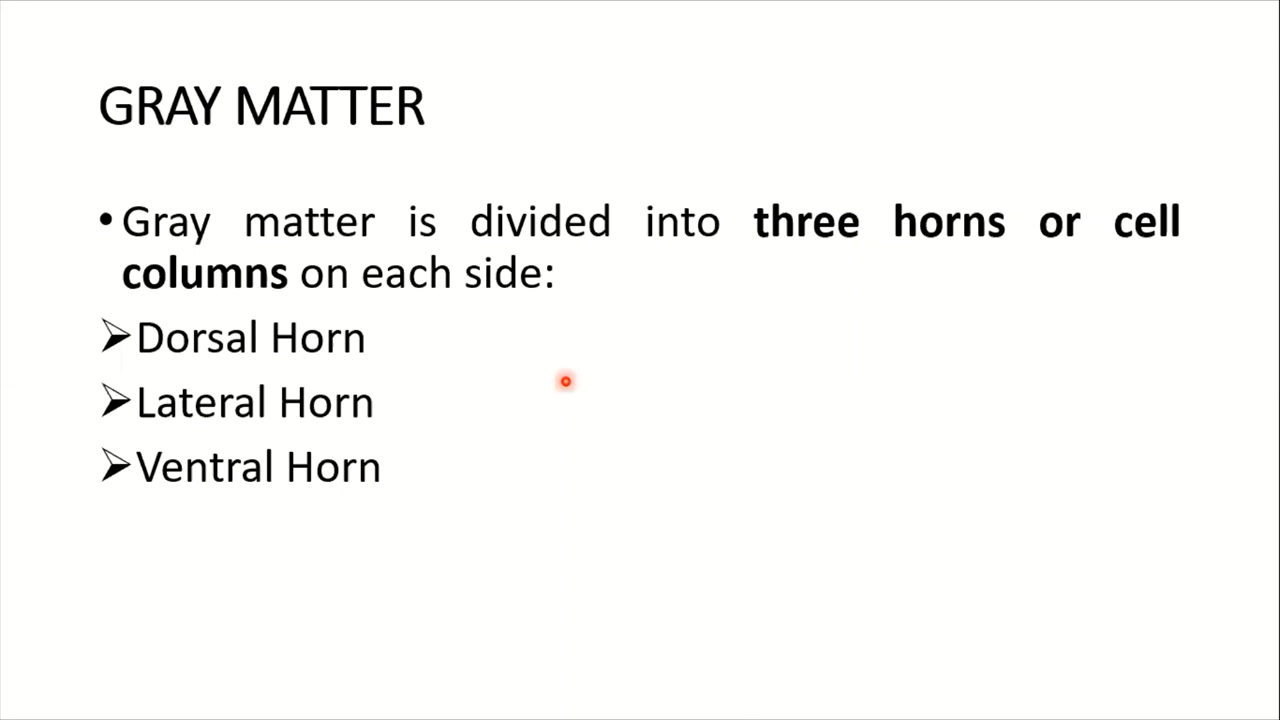 GRAY MATTER
• Gray matter is divided into three horns or cell
columns on each side:
➢Dorsal Horn
➢Lateral Horn
➢Ventral Horn